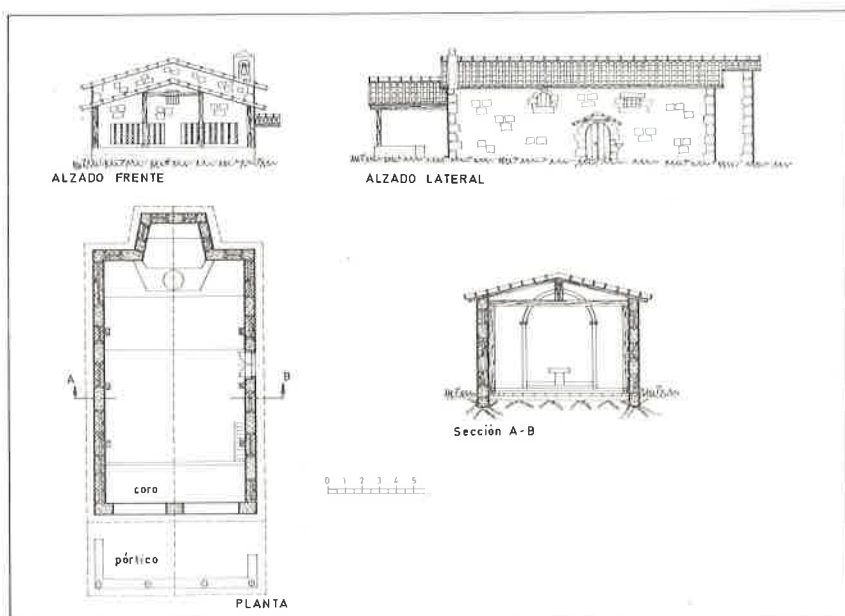 ALZADO FRENTE
ALZADO LATERAL
A
B
Sección A-B
coro
0 1 2 3 4 5
pórtico
PLANTA